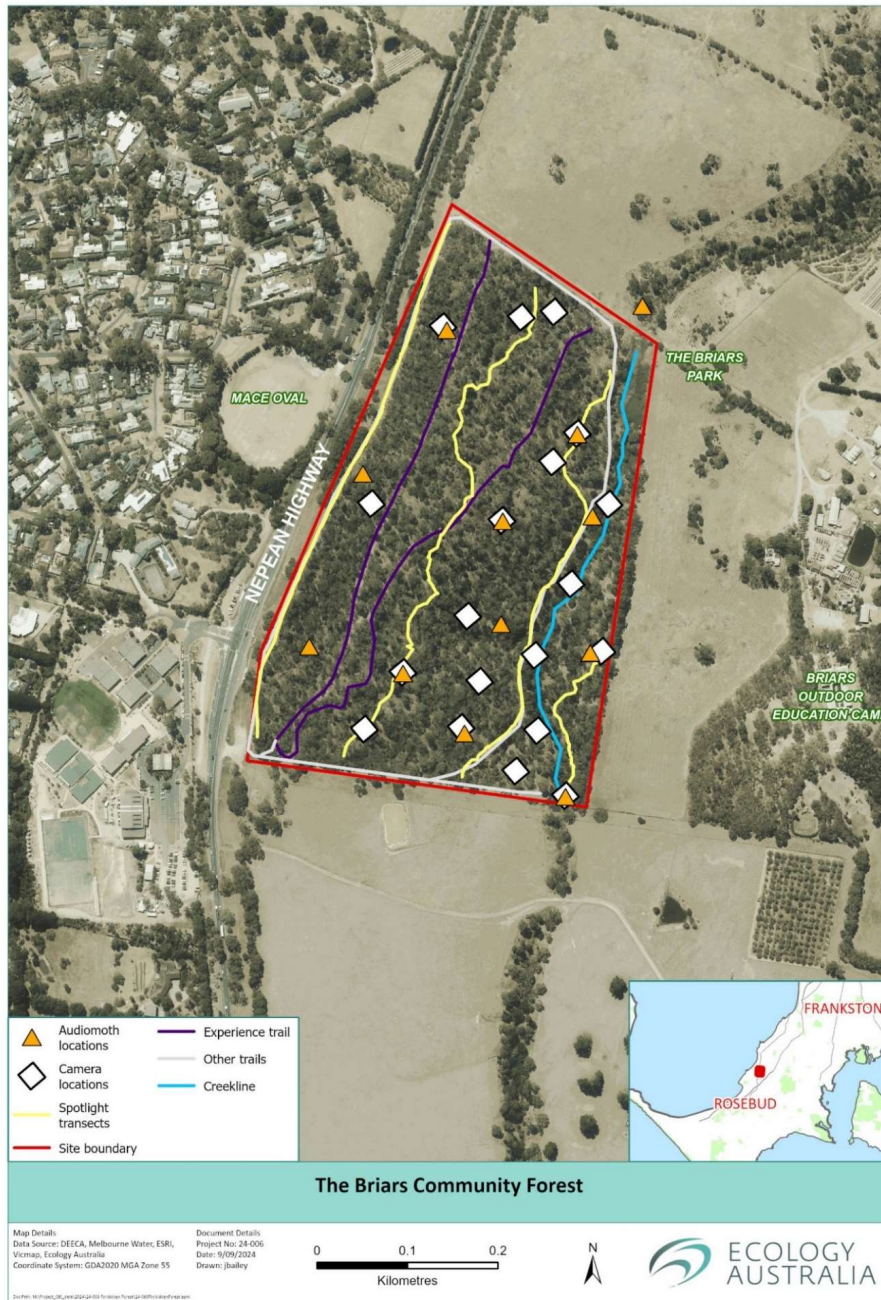 MACE OVAL
THE BRIARS
PARK
NEPEAN HIGHWAY
BRIARS
OUTDOOR
EDUCATION CAM
Audiomoth
locations
Camera
locations
Spotlight
transects
Site boundary
Experience trail
Other trails
Creekline
FRANKSTON
ROSEBUD
The Briars Community Forest
Map Details
Data Source: DEECA, Melbourne Water, ESRI,
Vicmap, Ecology Australia
Coordinate System: GDA2020 MGA Zone 55
Document Details
Project No: 24-006
Date: 9/09/2024
Drawn: jbailey
0 0.1 0.2
Kilometres
N
ECOLOGY
AUSTRALIA